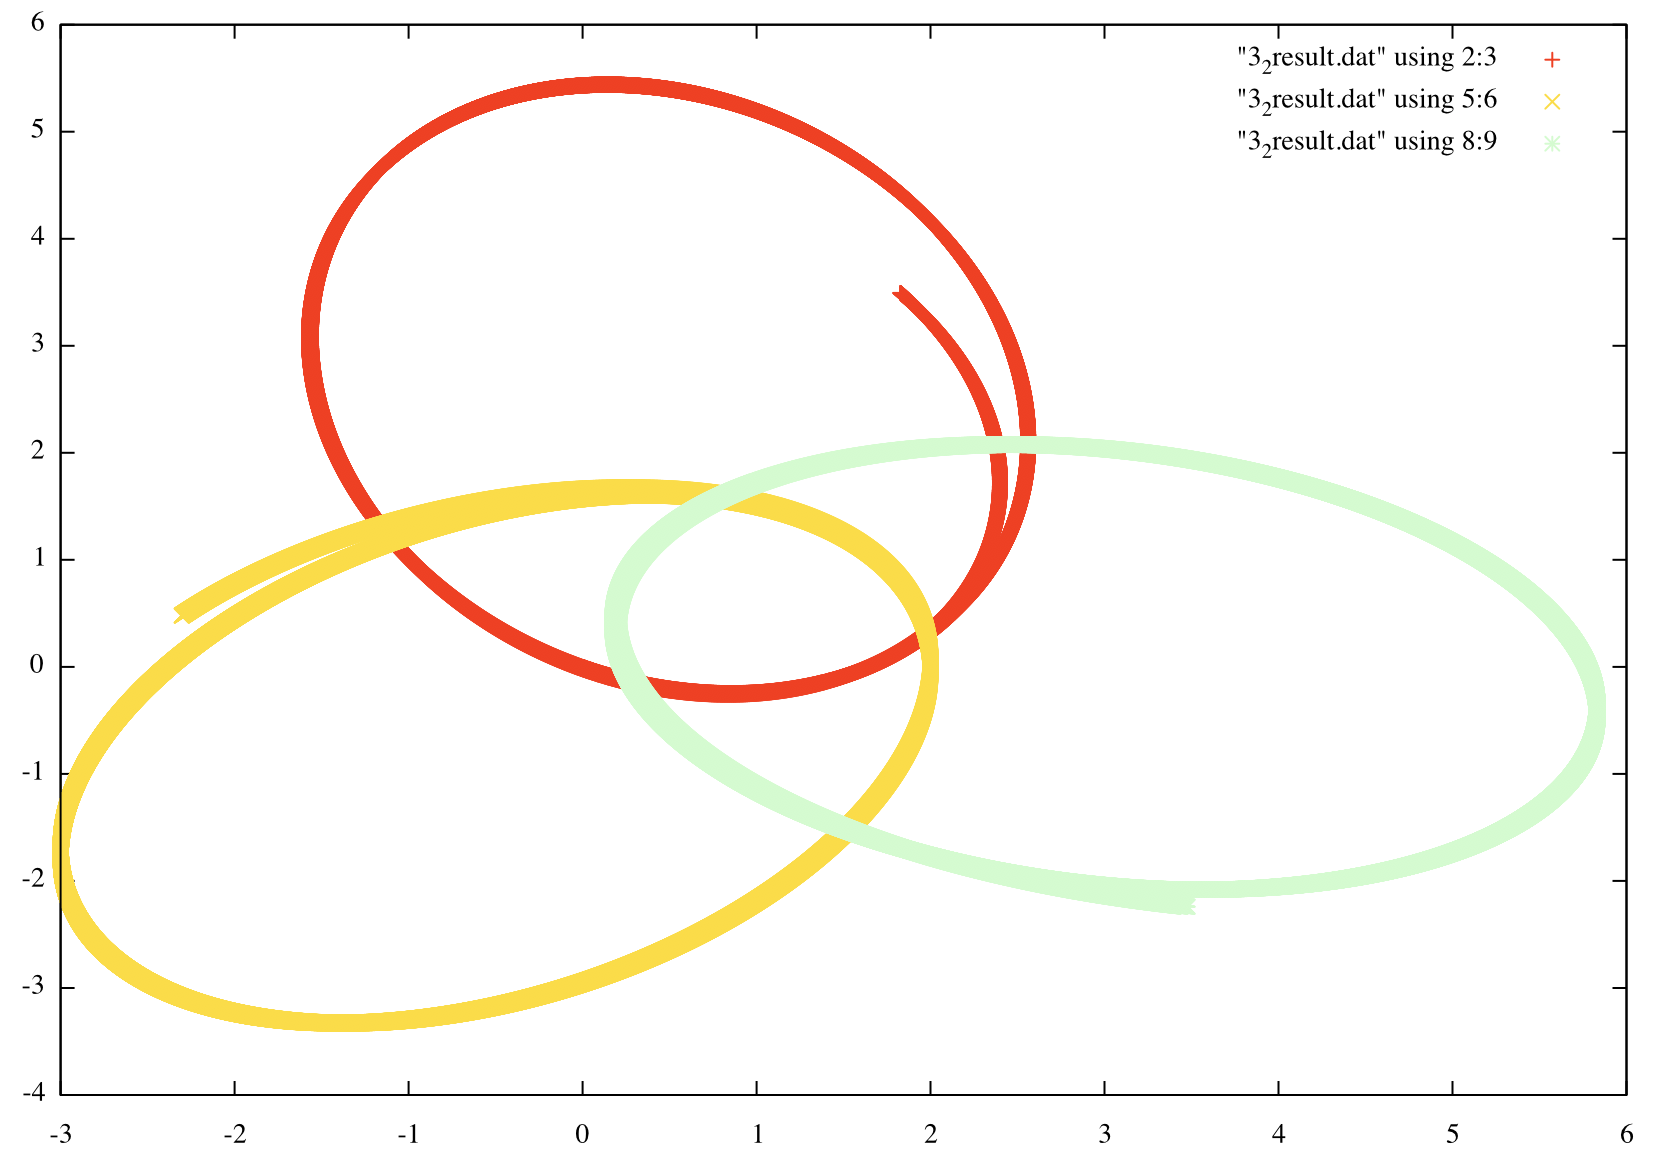 6
"3₂result.dat" using 2:3
"3₂result.dat" using 5:6
5
"3₂result.dat" using 8:9
4
3
2
1
0
-1
-2
-3
-4
-3 -2 -1 0 1 2 3 4 5 6